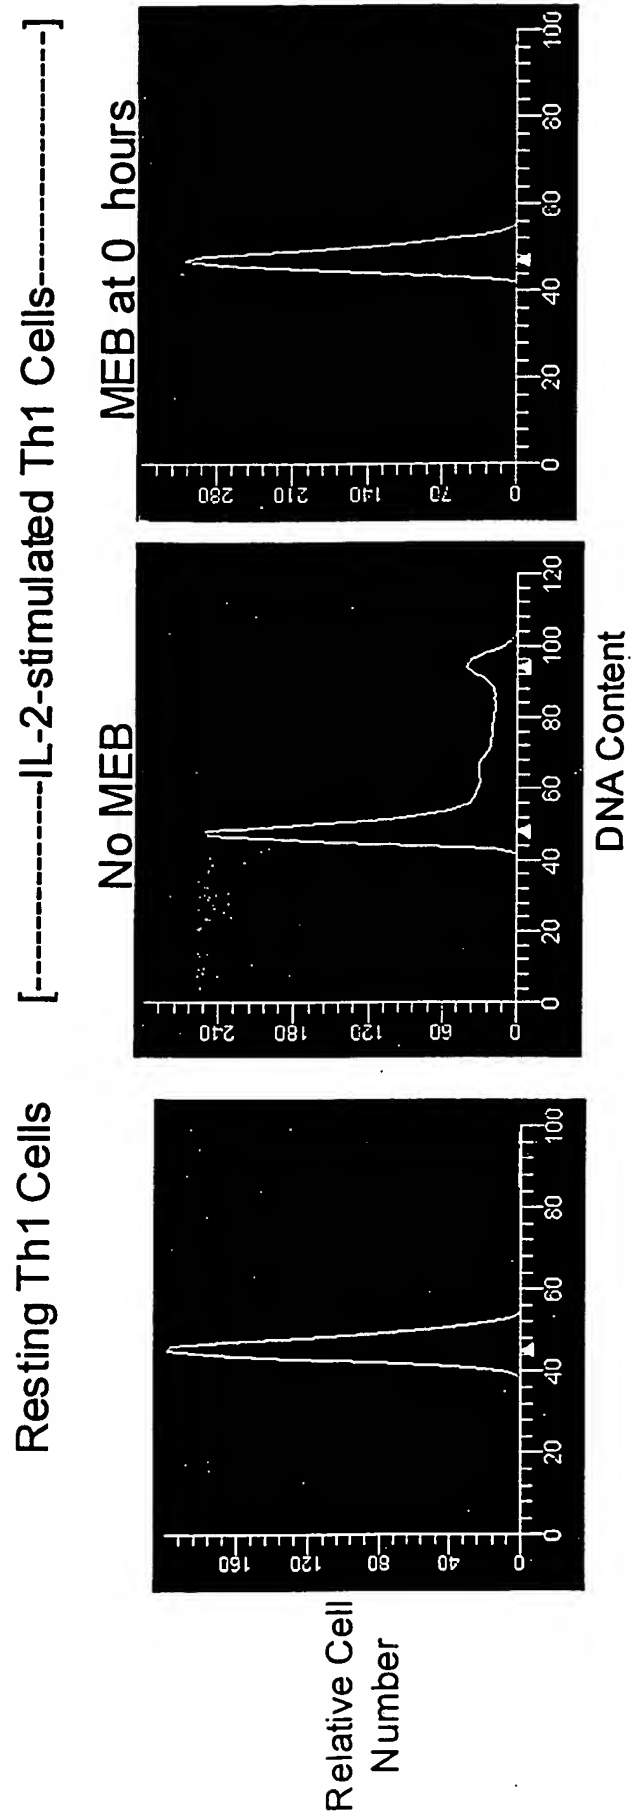 Resting Th1 Cells
[--------------IL-2-stimulated Th1 Cells-----------------]
No MEB
MEB at 0 hours
Relative Cell
Number
160
120
80
40
0
0 20 40 60 80 100
240
180
120
60
0
0 20 40 60 80 100 120
280
210
140
70
0
0 20 40 60 80 100
DNA Content